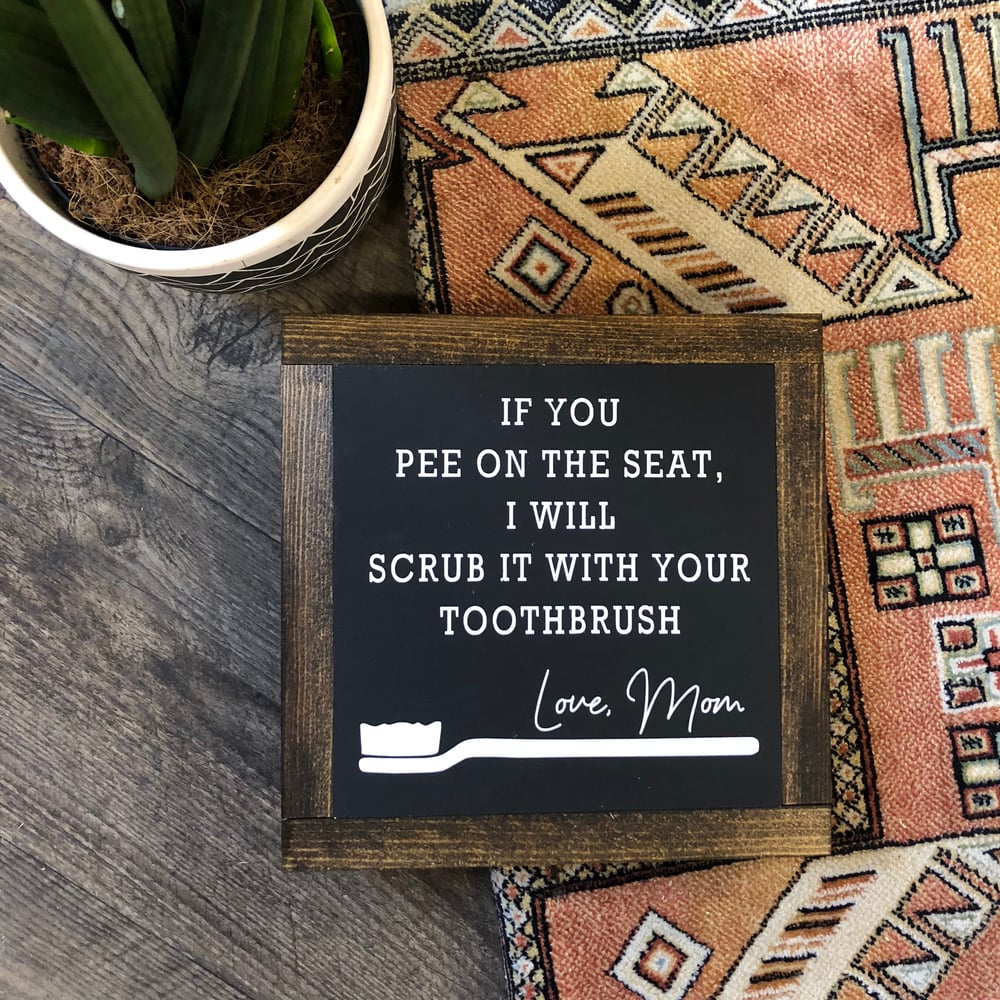 IF YOU
PEE ON THE SEAT,
I WILL
SCRUB IT WITH YOUR
TOOTHBRUSH
Love, Mom